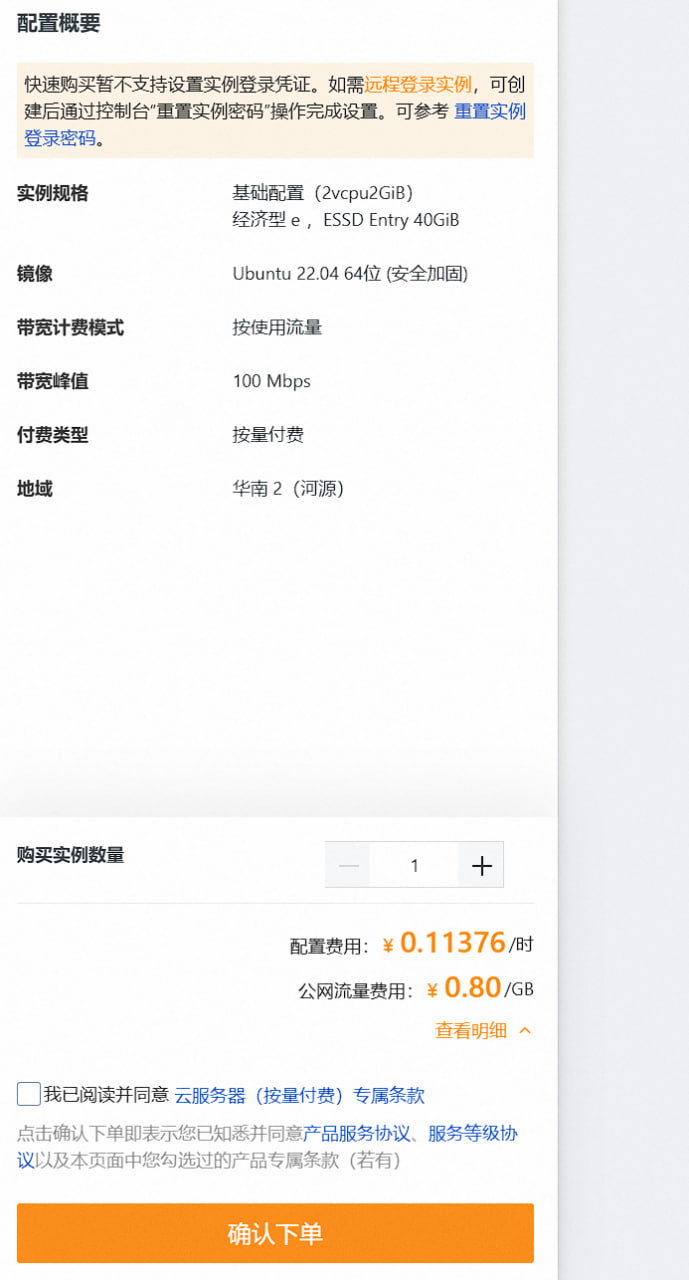 配置概要
快速购买暂不支持设置实例登录凭证。如需远程登录实例，可创
建后通过控制台“重置实例密码”操作完成设置。可参考 重置实例
登录密码。
实例规格 基础配置（2vcpu2GiB）
经济型 e ，ESSD Entry 40GiB
镜像 Ubuntu 22.04 64位 (安全加固)
带宽计费模式 按使用流量
带宽峰值 100 Mbps
付费类型 按量付费
地域 华南 2（河源）
购买实例数量 — 1 +
配置费用：￥ 0.11376 /时
公网流量费用：￥ 0.80 /GB
查看明细
我已阅读并同意 云服务器（按量付费）专属条款
点击确认下单即表示您已知悉并同意产品服务协议、服务等级协
议以及本页面中您勾选过的产品专属条款（若有）
确认下单